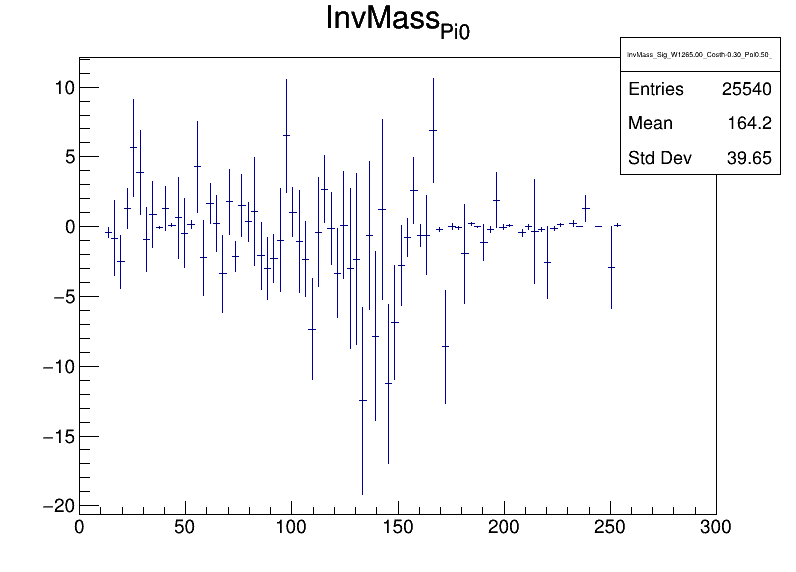 InvMass_Pi0
InvMass_Sig_W1265.00_Costh-0.30_Pol0.50_
Entries 25540
Mean 164.2
Std Dev 39.65
10
5
0
−5
−10
−15
−20
0 50 100 150 200 250 300